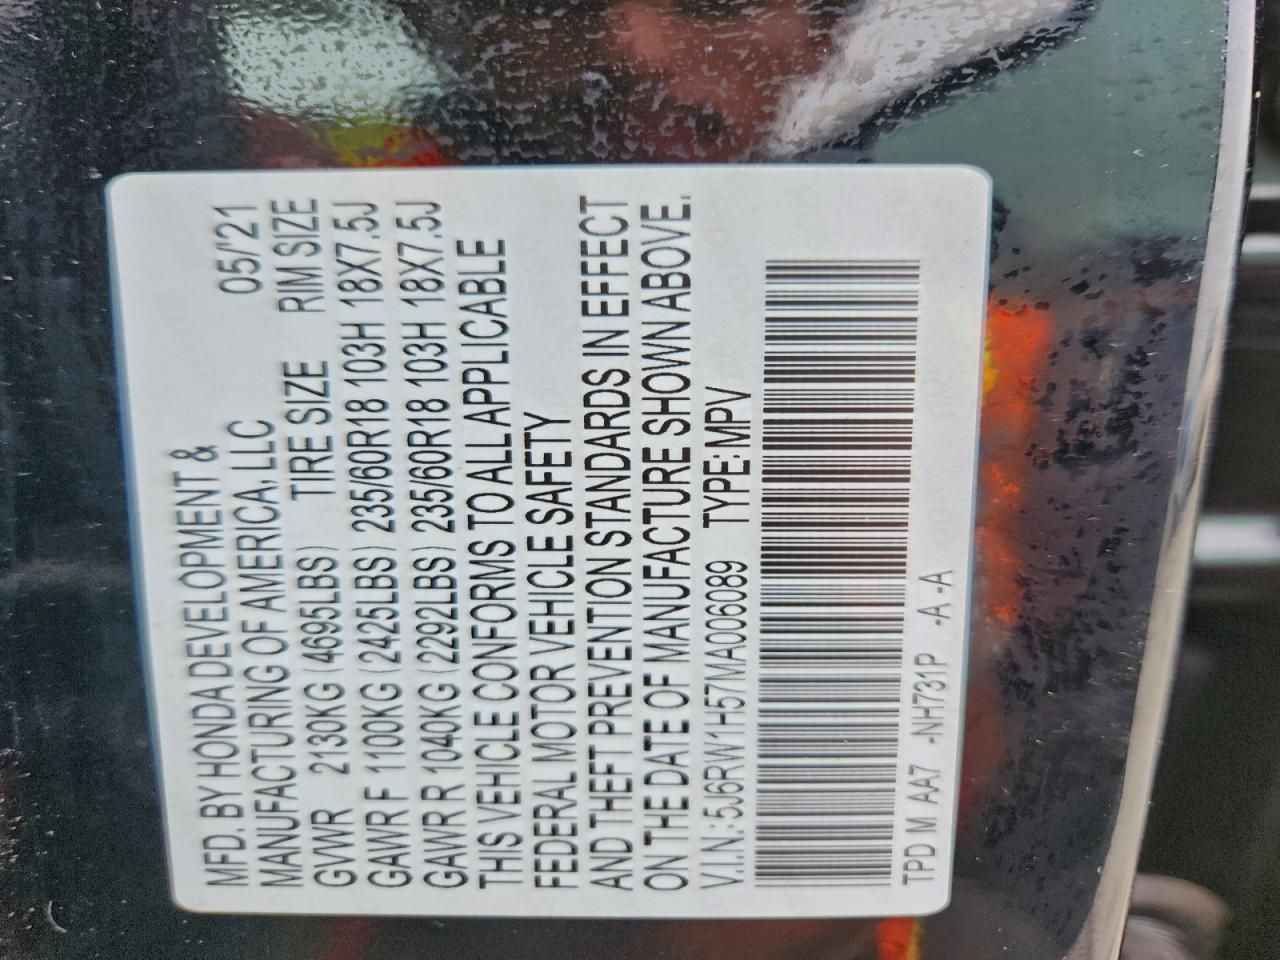 MFD. BY HONDA DEVELOPMENT &
MANUFACTURING OF AMERICA, LLC 05/'21
GVWR 2130KG (4695LBS) TIRE SIZE RIM SIZE
GAWR F 1100KG (2425LBS) 235/60R18 103H 18X7.5J
GAWR R 1040KG (2292LBS) 235/60R18 103H 18X7.5J
THIS VEHICLE CONFORMS TO ALL APPLICABLE
FEDERAL MOTOR VEHICLE SAFETY
AND THEFT PREVENTION STANDARDS IN EFFECT
ON THE DATE OF MANUFACTURE SHOWN ABOVE.
V.I.N.: 5J6RW1H57MA006089 TYPE: MPV
TPD M AA7 -NH731P -A -A